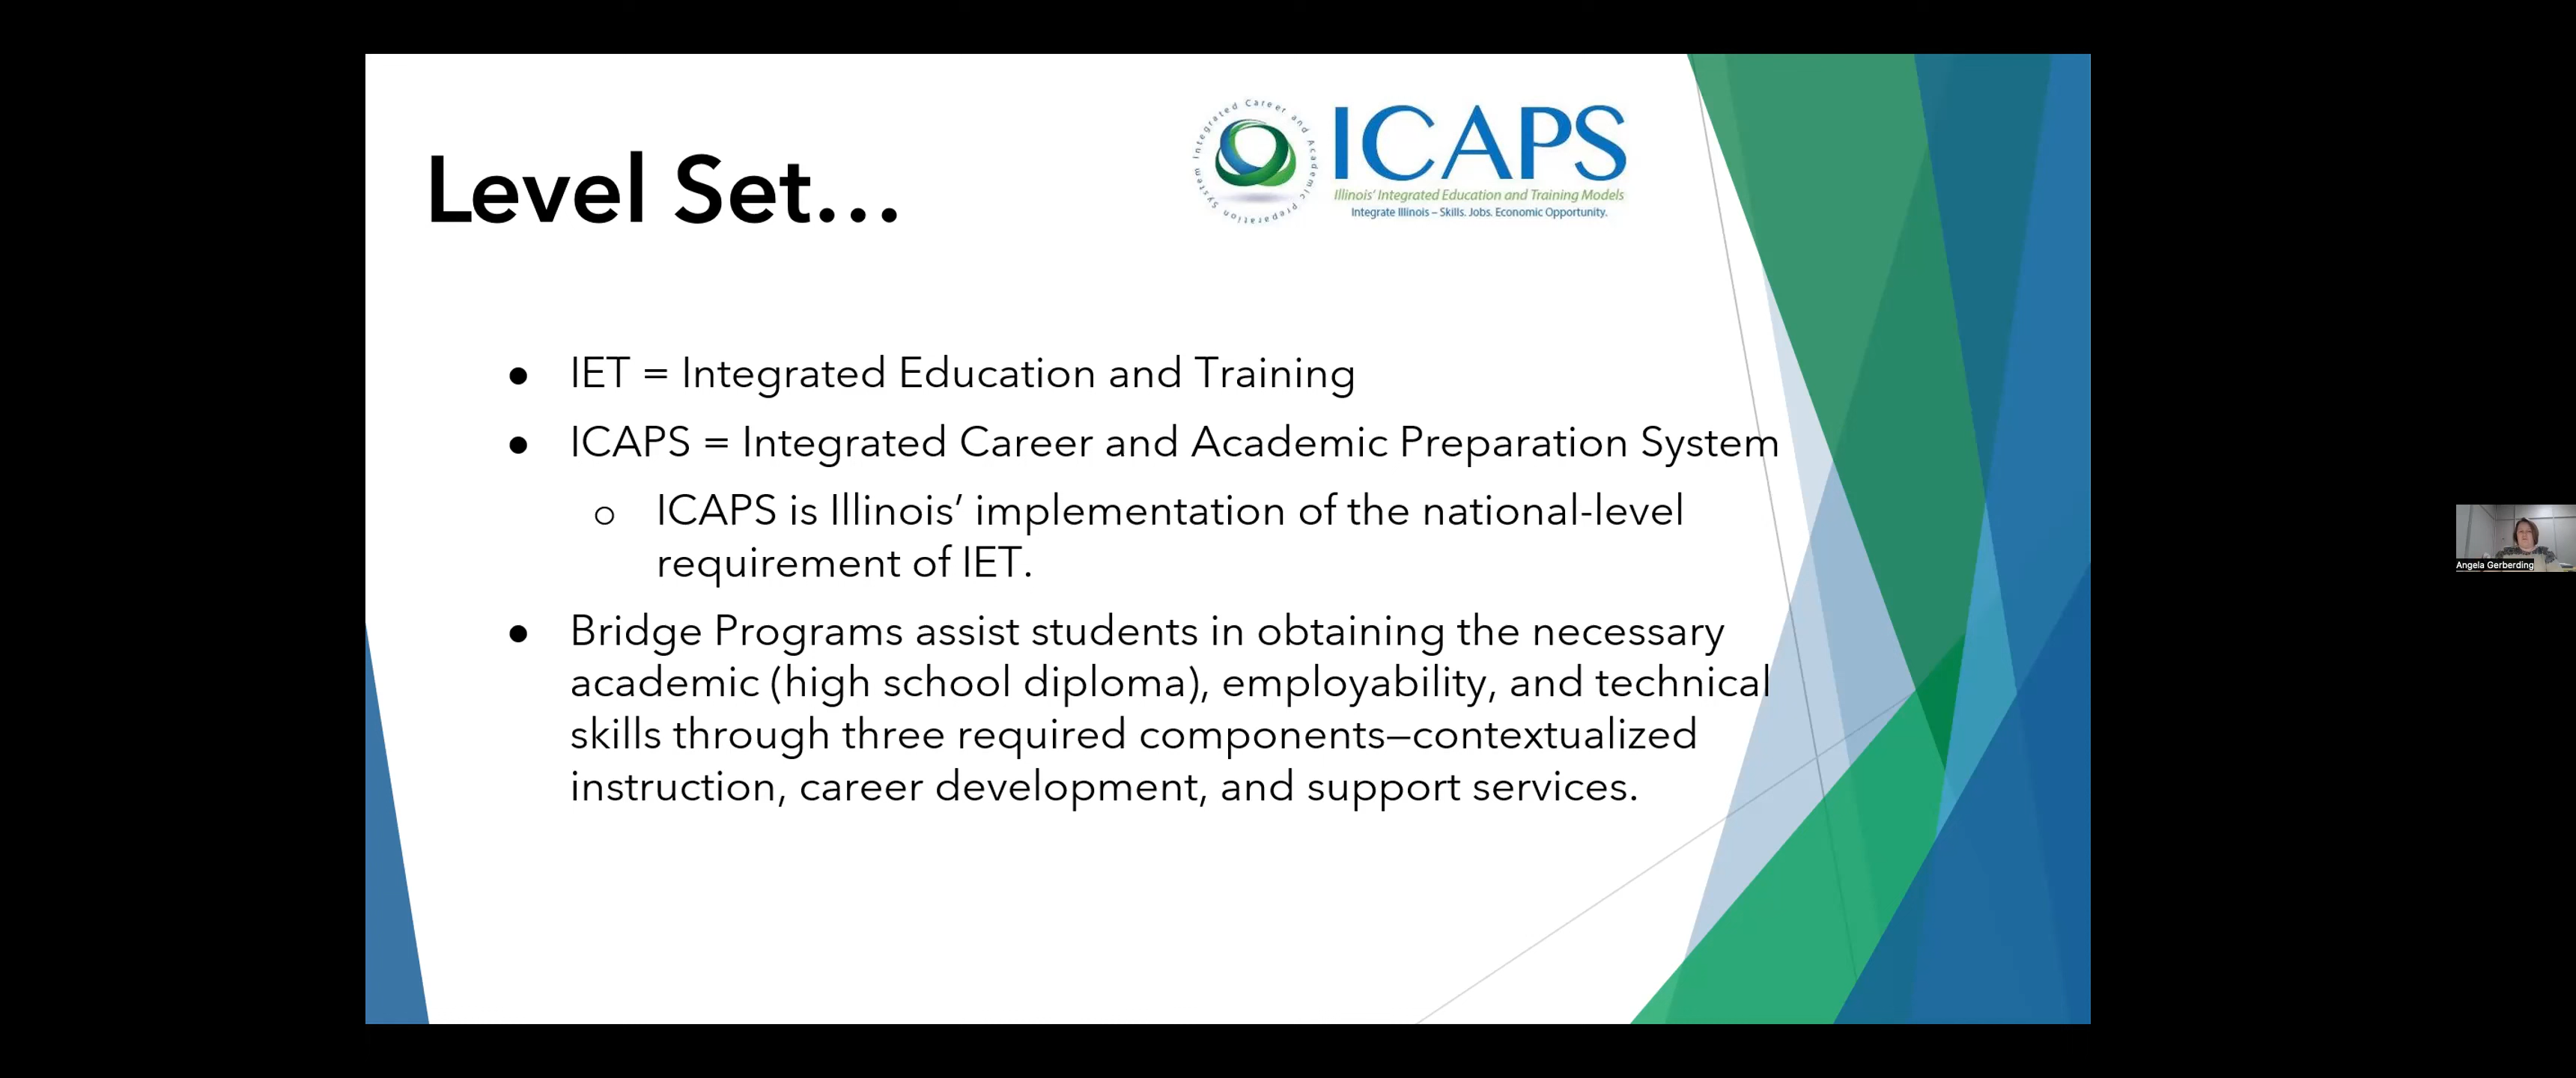 Level Set...
Integrated Career and Academic Preparation System
ICAPS
Illinois' Integrated Education and Training Models
Integrate Illinois – Skills. Jobs. Economic Opportunity.
● IET = Integrated Education and Training
● ICAPS = Integrated Career and Academic Preparation System
○ ICAPS is Illinois’ implementation of the national-level
requirement of IET.
● Bridge Programs assist students in obtaining the necessary
academic (high school diploma), employability, and technical
skills through three required components—contextualized
instruction, career development, and support services.
Angela Gerberding